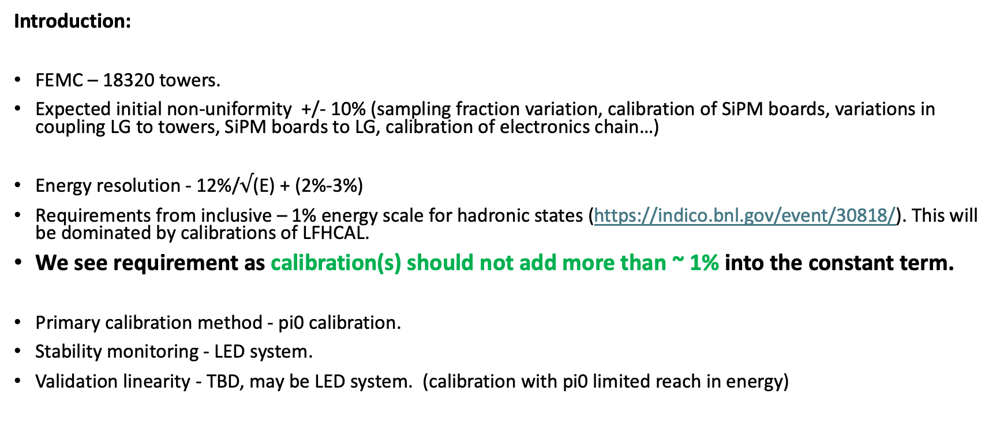 Introduction:
• FEMC – 18320 towers.
• Expected initial non-uniformity  +/- 10% (sampling fraction variation, calibration of SiPM boards, variations in
coupling LG to towers, SiPM boards to LG, calibration of electronics chain…)
• Energy resolution - 12%/√(E) + (2%-3%)
• Requirements from inclusive – 1% energy scale for hadronic states (https://indico.bnl.gov/event/30818/). This will
be dominated by calibrations of LFHCAL.
• We see requirement as calibration(s) should not add more than ~ 1% into the constant term.
• Primary calibration method - pi0 calibration.
• Stability monitoring - LED system.
• Validation linearity - TBD, may be LED system.  (calibration with pi0 limited reach in energy)